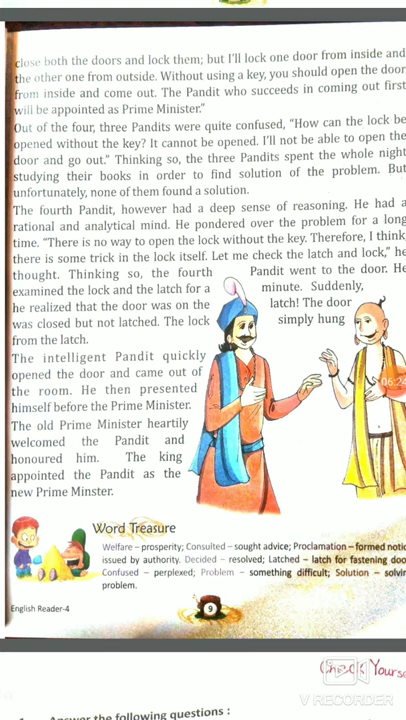 close both the doors and lock them; but I'll lock one door from inside and
the other one from outside. Without using a key, you should open the door
from inside and come out. The Pandit who succeeds in coming out first
will be appointed as Prime Minister."
Out of the four, three Pandits were quite confused, "How can the lock be
opened without the key? It cannot be opened. I'll not be able to open the
door and go out." Thinking so, the three Pandits spent the whole night
studying their books in order to find solution of the problem. But
unfortunately, none of them found a solution.
The fourth Pandit, however had a deep sense of reasoning. He had a
rational and analytical mind. He pondered over the problem for a long
time. "There is no way to open the lock without the key. Therefore, I think,
there is some trick in the lock itself. Let me check the latch and lock," he
thought. Thinking so, the fourth Pandit went to the door. He
examined the lock and the latch for a minute. Suddenly,
he realized that the door was on the latch! The door
was closed but not latched. The lock simply hung
from the latch.
The intelligent Pandit quickly
opened the door and came out of
the room. He then presented
himself before the Prime Minister.
The old Prime Minister heartily
welcomed the Pandit and
honoured him. The king
appointed the Pandit as the
new Prime Minster.
06:24
Word Treasure
Welfare – prosperity; Consulted – sought advice; Proclamation – formed notic
issued by authority. Decided – resolved; Latched – latch for fastening doo
Confused – perplexed; Problem – something difficult; Solution – solvin
problem.
English Reader-4
9
Check Yourse
V RECORDER
Answer the following questions :